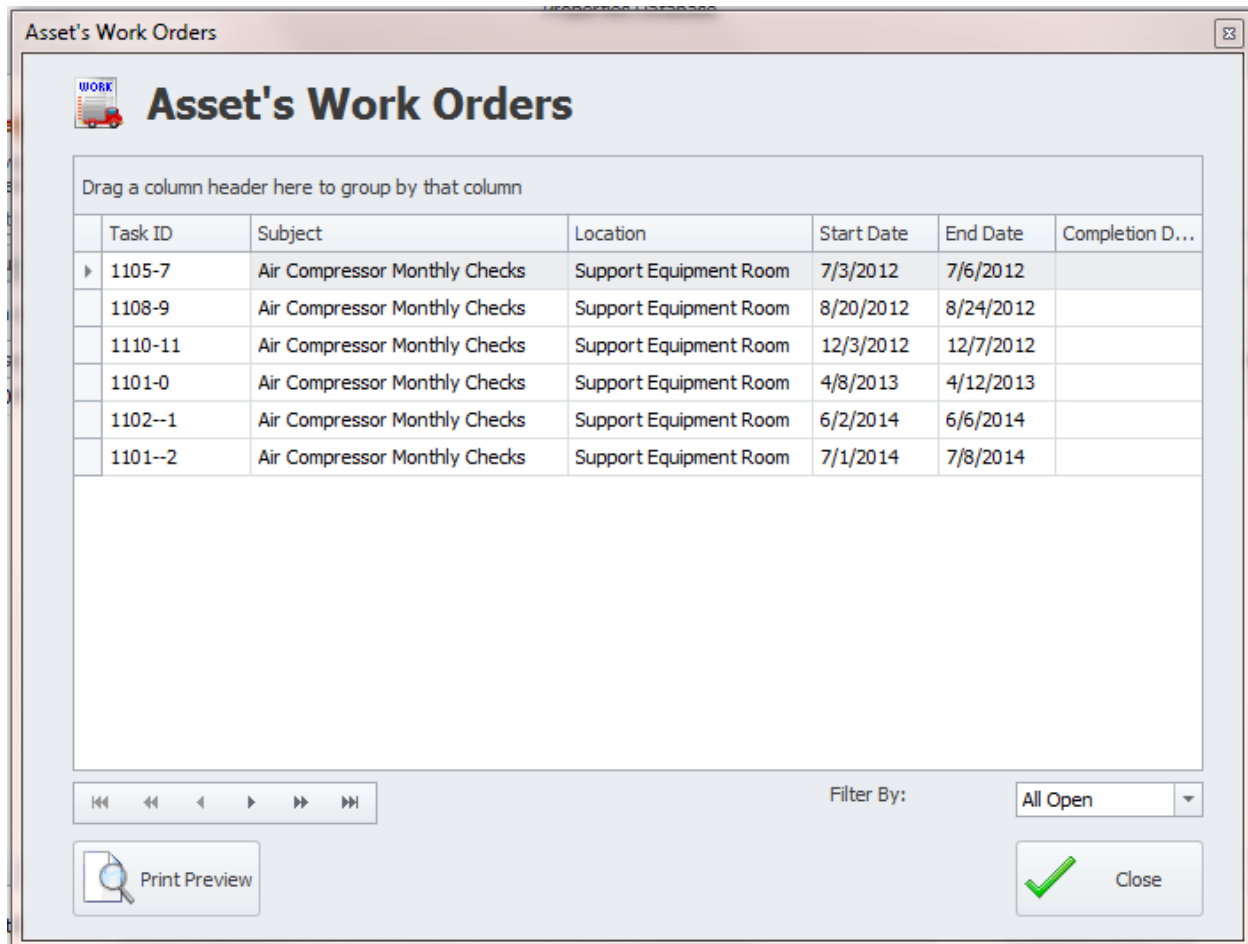 Properties Database
Asset's Work Orders
WORK
Asset's Work Orders
Drag a column header here to group by that column
Task ID Subject Location Start Date End Date Completion D...
1105-7 Air Compressor Monthly Checks Support Equipment Room 7/3/2012 7/6/2012
1108-9 Air Compressor Monthly Checks Support Equipment Room 8/20/2012 8/24/2012
1110-11 Air Compressor Monthly Checks Support Equipment Room 12/3/2012 12/7/2012
1101-0 Air Compressor Monthly Checks Support Equipment Room 4/8/2013 4/12/2013
1102--1 Air Compressor Monthly Checks Support Equipment Room 6/2/2014 6/6/2014
1101--2 Air Compressor Monthly Checks Support Equipment Room 7/1/2014 7/8/2014
Filter By: All Open
Print Preview Close